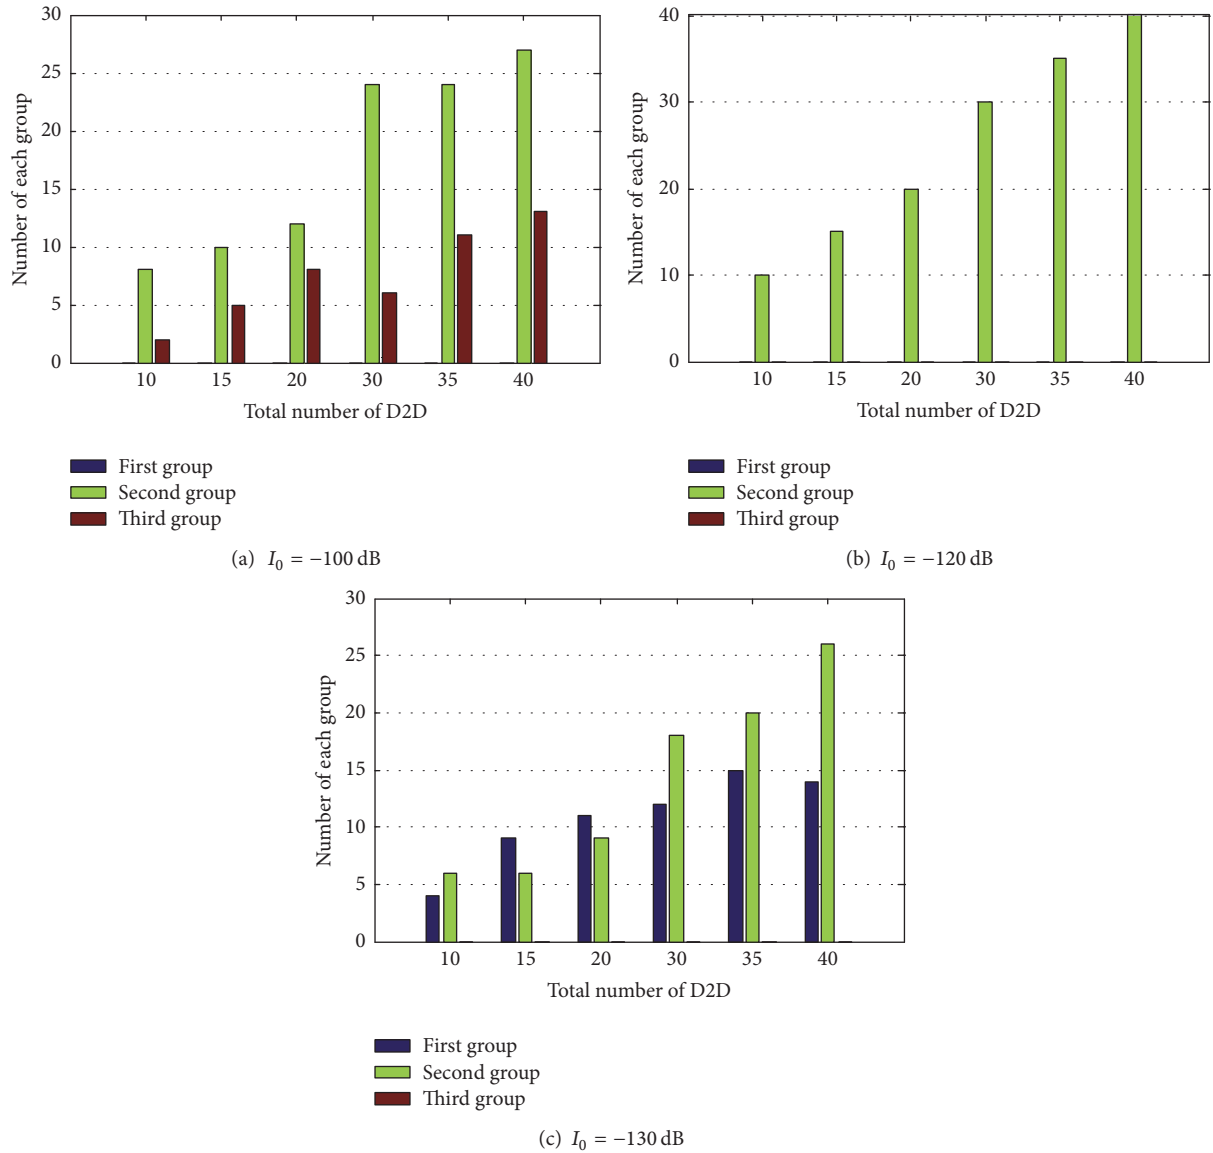 30
25
20
15
10
5
0
Number of each group
10 15 20 30 35 40
Total number of D2D
First group
Second group
Third group
(a) I₀ = −100 dB
40
30
20
10
0
Number of each group
10 15 20 30 35 40
Total number of D2D
First group
Second group
Third group
(b) I₀ = −120 dB
30
25
20
15
10
5
0
Number of each group
10 15 20 30 35 40
Total number of D2D
First group
Second group
Third group
(c) I₀ = −130 dB